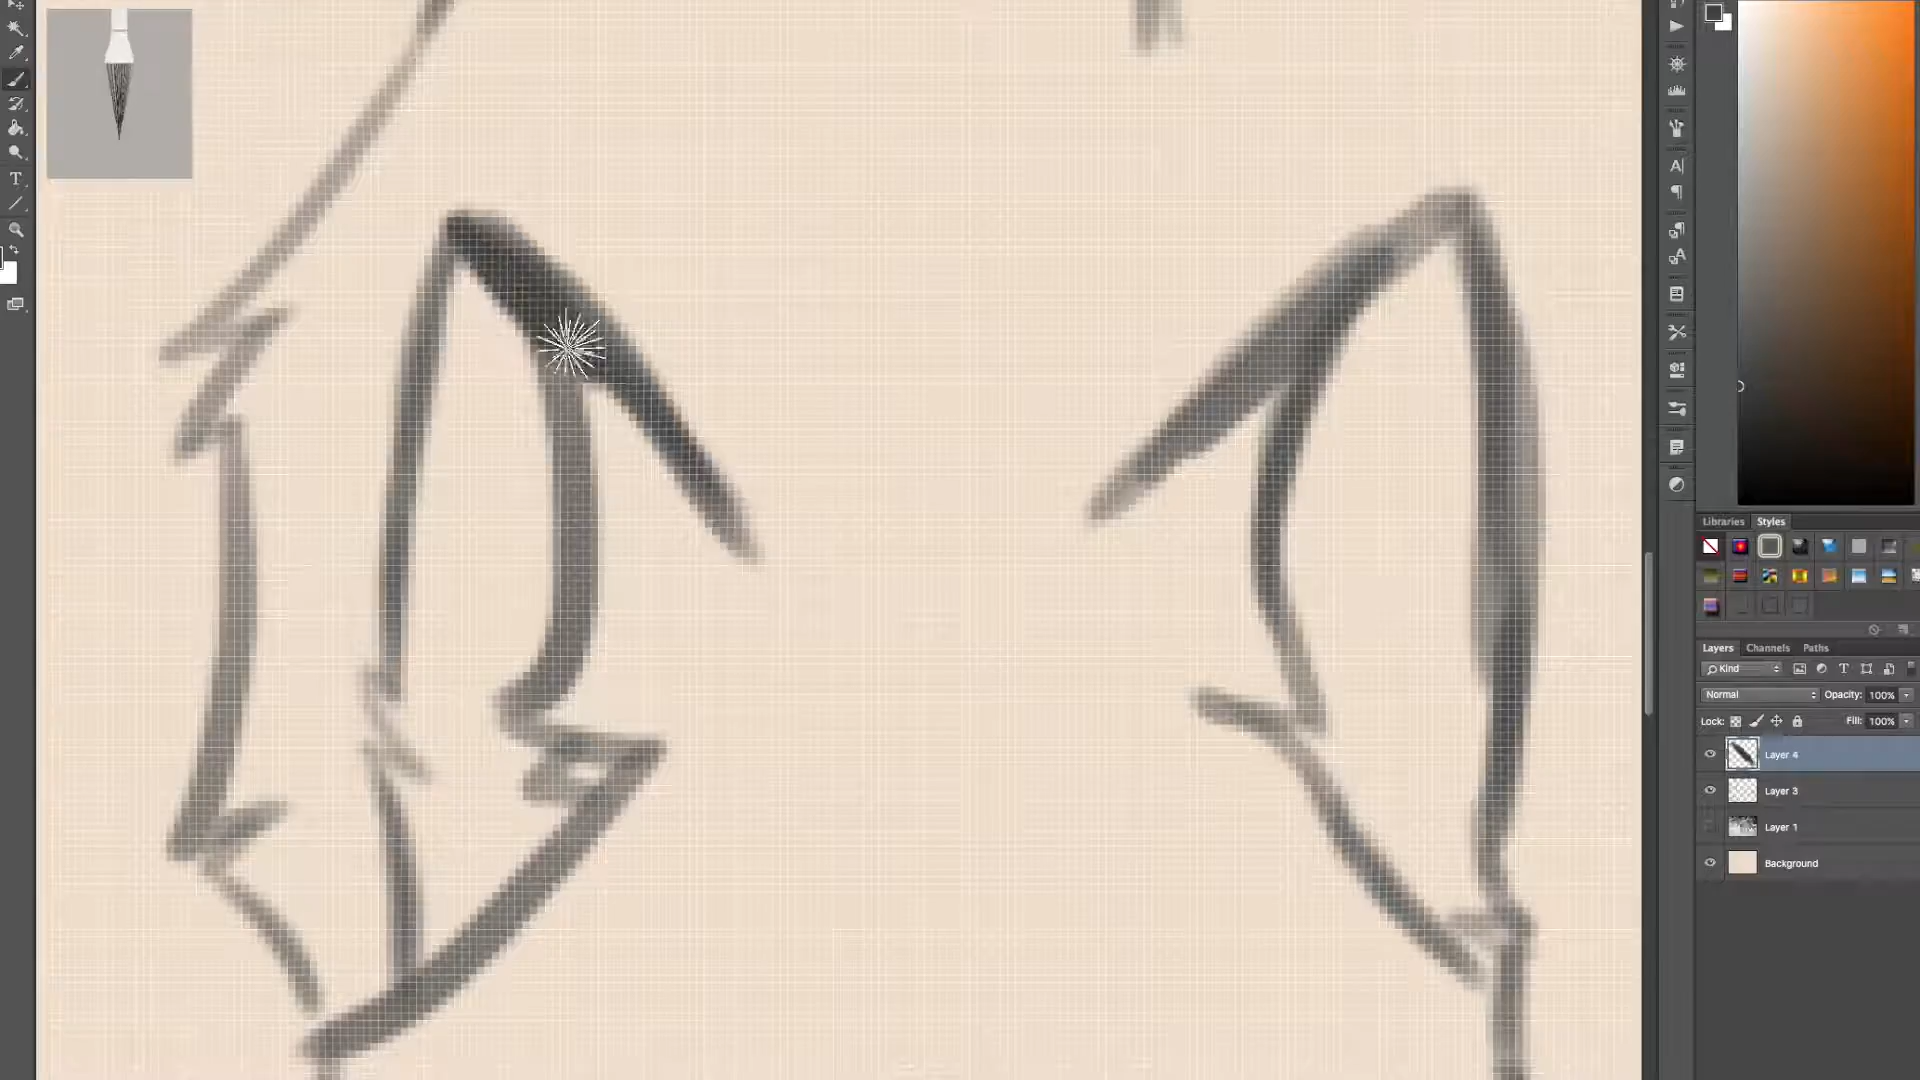 Libraries Styles
Layers Channels Paths
Kind
Normal Opacity: 100%
Lock: Fill: 100%
Layer 4
Layer 3
Layer 1
Background